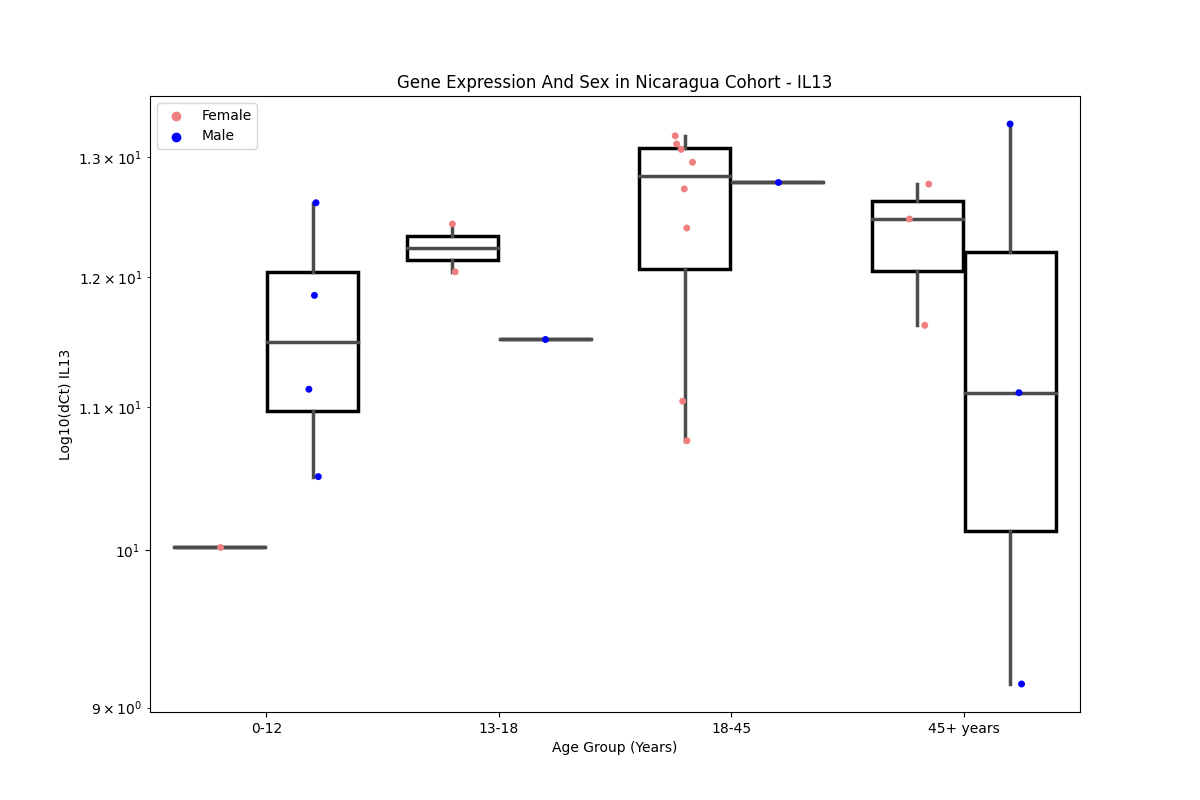 Gene Expression And Sex in Nicaragua Cohort - IL13
Female
Male
1.3 × 10¹
1.2 × 10¹
1.1 × 10¹
10¹
9 × 10⁰
Log10(dCt) IL13
0-12
13-18
18-45
45+ years
Age Group (Years)